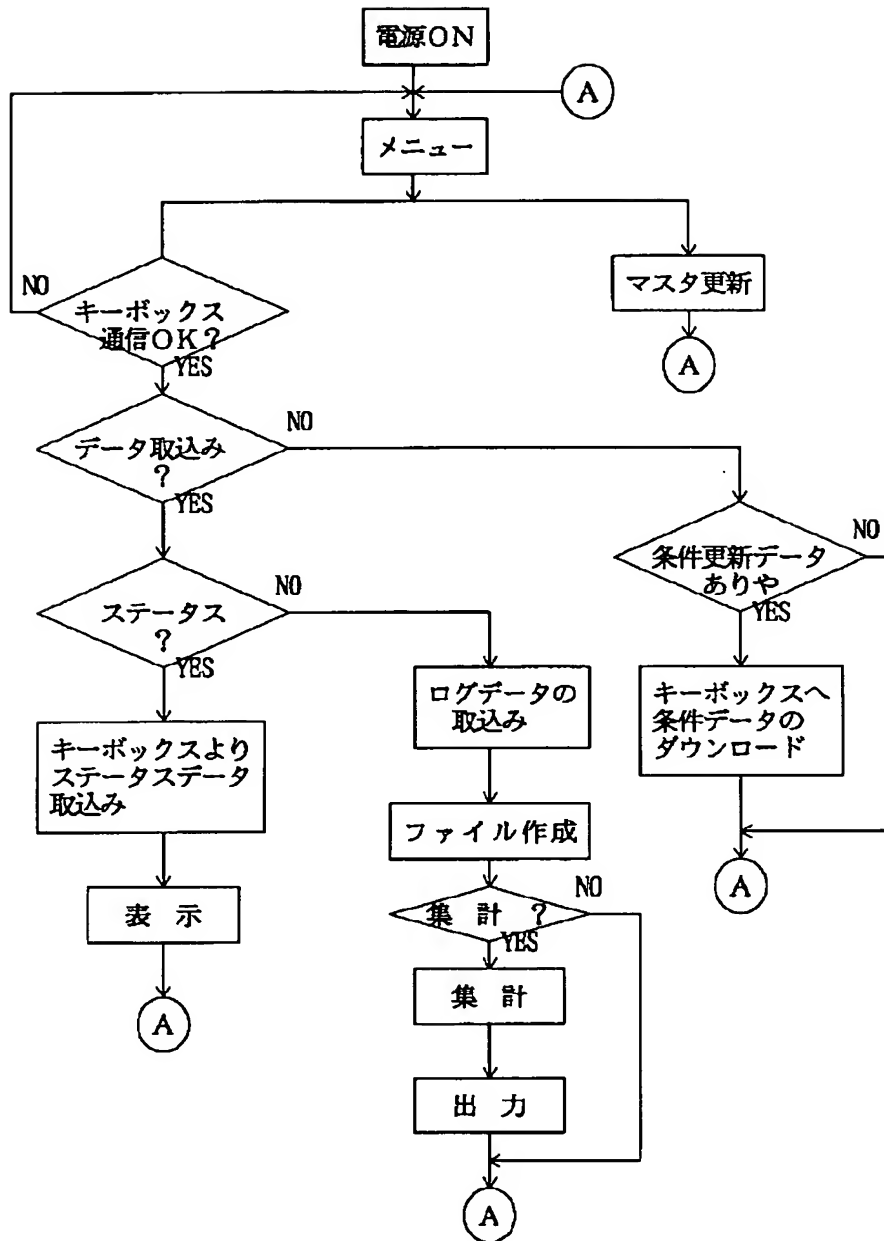 電源ON
A
メニュー
NO
キーボックス
通信OK?
YES
マスタ更新
A
データ取込み
?
NO
YES
条件更新データ
ありや
NO
YES
ステータス
?
NO
YES
キーボックスより
ステータスデータ
取込み
ログデータの
取込み
キーボックスへ
条件データの
ダウンロード
ファイル作成
A
表示
集計?
NO
YES
A
集計
出力
A